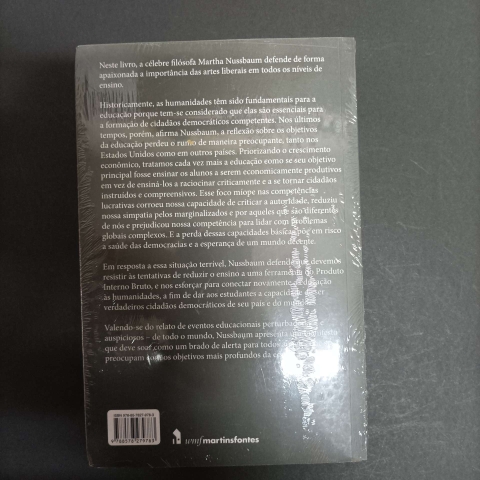 Neste livro, a célebre filósofa Martha Nussbaum defende de forma
apaixonada a importância das artes liberais em todos os níveis de
ensino.
Historicamente, as humanidades têm sido fundamentais para a
educação porque tem-se considerado que elas são essenciais para
a formação de cidadãos democráticos competentes. Nos últimos
tempos, porém, afirma Nussbaum, a reflexão sobre os objetivos
da educação perdeu o rumo de maneira preocupante, tanto nos
Estados Unidos como em outros países. Priorizando o crescimento
econômico, tratamos cada vez mais a educação como se seu objetivo
principal fosse ensinar os alunos a serem economicamente produtivos
em vez de ensiná-los a raciocinar criticamente e a se tornar cidadãos
instruídos e compreensivos. Esse foco míope nas competências
lucrativas corroeu nossa capacidade de criticar a autoridade, reduziu
nossa simpatia pelos marginalizados e por aqueles que são diferentes
de nós e prejudicou nossa competência para lidar com problemas
globais complexos. E a perda dessas capacidades básicas põe em risco
a saúde das democracias e a esperança de um mundo decente.
Em resposta a essa situação terrível, Nussbaum defende que devemos
resistir às tentativas de reduzir o ensino a uma ferramenta do Produto
Interno Bruto, e nos esforçar para conectar novamente a educação
às humanidades, a fim de dar aos estudantes a capacidade de ser
verdadeiros cidadãos democráticos de seu país e do mundo.
Valendo-se do relato de eventos educacionais perturbadores
auspiciosos – de todo o mundo, Nussbaum apresenta
que deve soar como um brado de alerta para todos
preocupam com os objetivos mais profundos da
wmfmartinsfontes